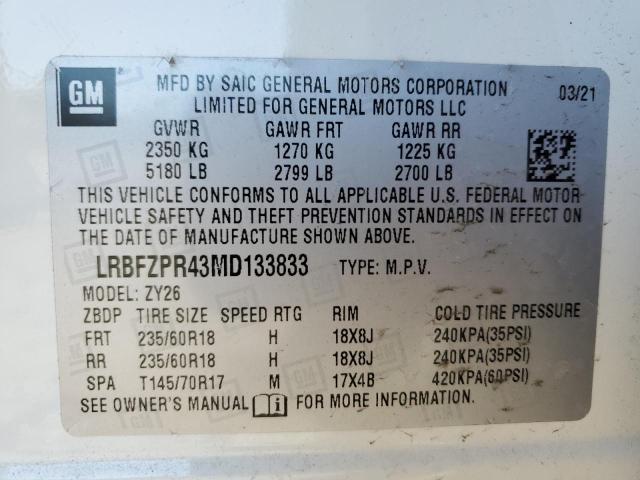 GM
MFD BY SAIC GENERAL MOTORS CORPORATION 03/21
LIMITED FOR GENERAL MOTORS LLC
GVWR GAWR FRT GAWR RR
2350 KG 1270 KG 1225 KG
5180 LB 2799 LB 2700 LB
THIS VEHICLE CONFORMS TO ALL APPLICABLE U.S. FEDERAL MOTOR
VEHICLE SAFETY AND THEFT PREVENTION STANDARDS IN EFFECT ON
THE DATE OF MANUFACTURE SHOWN ABOVE.
LRBFZPR43MD133833 TYPE: M.P.V.
MODEL: ZY26
ZBDP TIRE SIZE SPEED RTG RIM COLD TIRE PRESSURE
FRT 235/60R18 H 18X8J 240KPA(35PSI)
RR 235/60R18 H 18X8J 240KPA(35PSI)
SPA T145/70R17 M 17X4B 420KPA(60PSI)
SEE OWNER'S MANUAL FOR MORE INFORMATION.